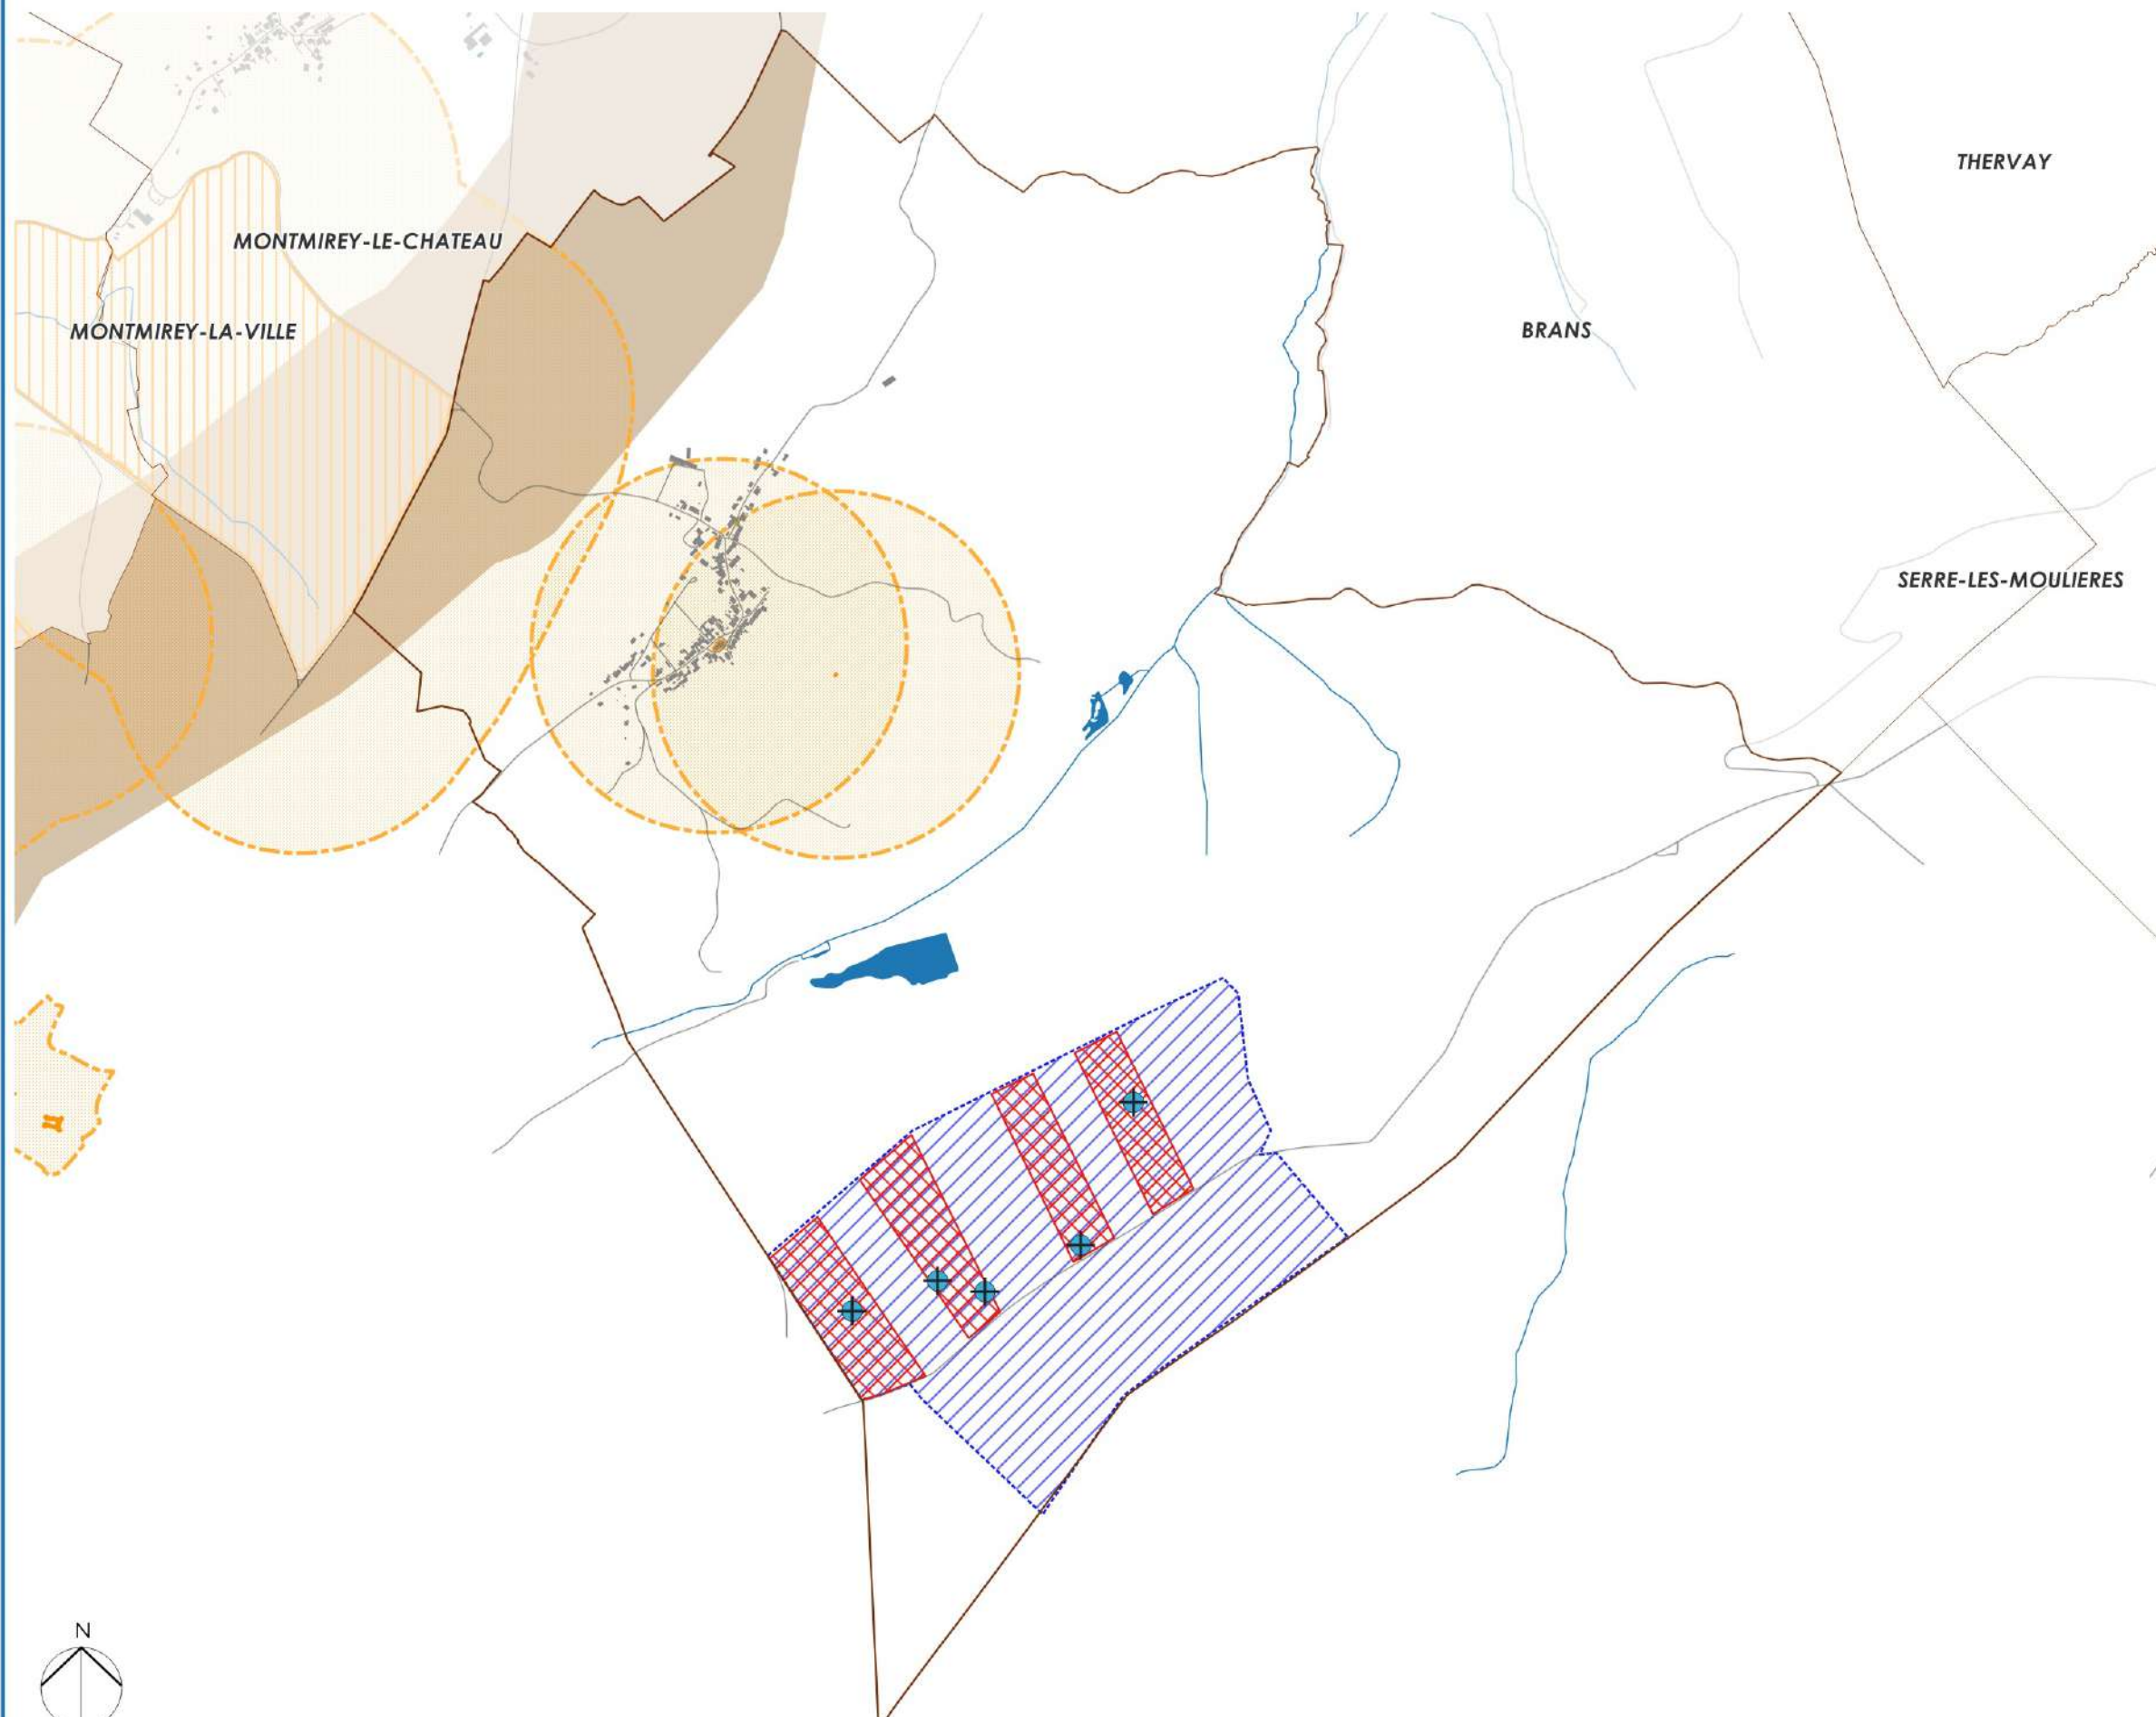 THERVAY
MONTMIREY-LE-CHATEAU
MONTMIREY-LA-VILLE
BRANS
SERRE-LES-MOULIERES
N